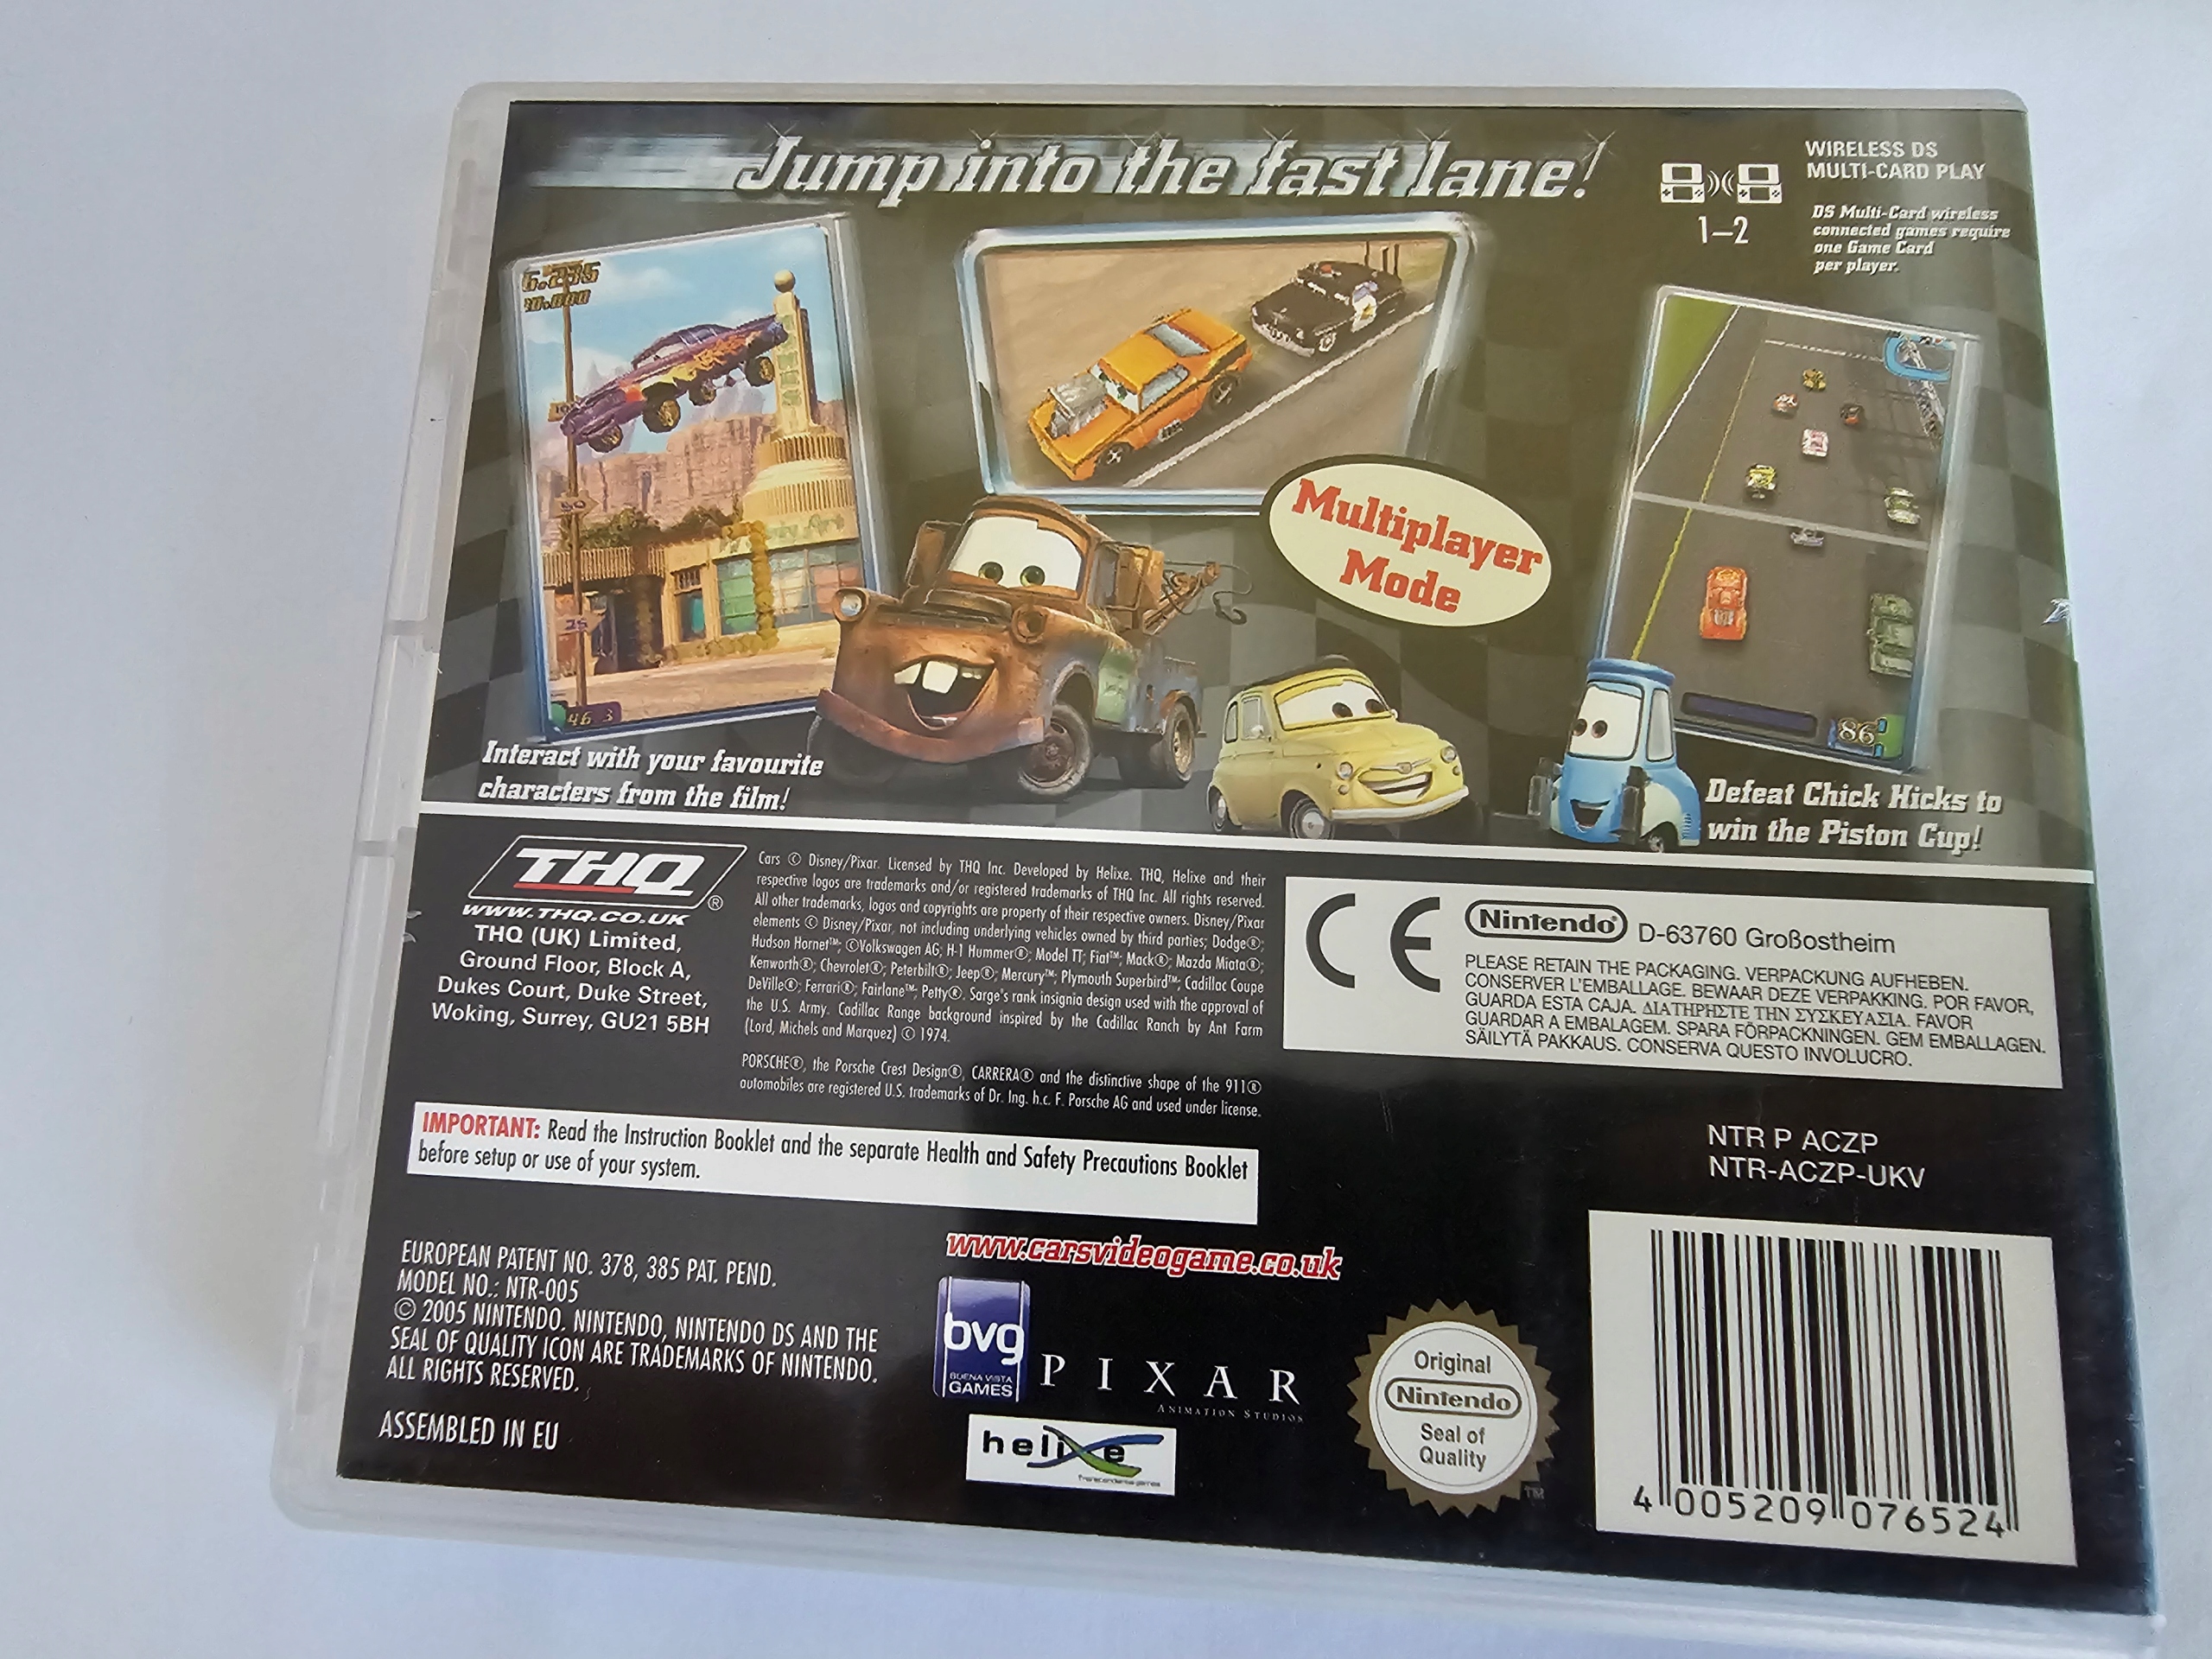 Jump into the fast lane!
WIRELESS DS
MULTI-CARD PLAY
1–2
DS Multi-Card wireless
connected games require
one Game Card
per player.
Multiplayer
Mode
86
Interact with your favourite
characters from the film!
Defeat Chick Hicks to
win the Piston Cup!
THQ®
WWW.THQ.CO.UK
THQ (UK) Limited,
Ground Floor, Block A,
Dukes Court, Duke Street,
Woking, Surrey, GU21 5BH
Cars © Disney/Pixar. Licensed by THQ Inc. Developed by Helixe. THQ, Helixe and their
respective logos are trademarks and/or registered trademarks of THQ Inc. All rights reserved.
All other trademarks, logos and copyrights are property of their respective owners. Disney/Pixar
elements © Disney/Pixar, not including underlying vehicles owned by third parties; Dodge®;
Hudson Hornet™; ©Volkswagen AG; H-1 Hummer®; Model TT; Fiat™; Mack®; Mazda Miata®;
Kenworth®; Chevrolet®; Peterbilt®; Jeep®; Mercury™; Plymouth Superbird™; Cadillac Coupe
DeVille®; Ferrari®; Fairlane™; Petty®. Sarge's rank insignia design used with the approval of
the U.S. Army. Cadillac Range background inspired by the Cadillac Ranch by Ant Farm
(Lord, Michels and Marquez) © 1974.
PORSCHE®, the Porsche Crest Design®, CARRERA® and the distinctive shape of the 911®
automobiles are registered U.S. trademarks of Dr. Ing. h.c. F. Porsche AG and used under license.
CE
Nintendo® D-63760 Großostheim
PLEASE RETAIN THE PACKAGING. VERPACKUNG AUFHEBEN.
CONSERVER L'EMBALLAGE. BEWAAR DEZE VERPAKKING. POR FAVOR,
GUARDA ESTA CAJA. ΔΙΑΤΗΡΗΣΤΕ ΤΗΝ ΣΥΣΚΕΥΑΣΙΑ. FAVOR
GUARDAR A EMBALAGEM. SPARA FÖRPACKNINGEN. GEM EMBALLAGEN.
SÄILYTÄ PAKKAUS. CONSERVA QUESTO INVOLUCRO.
IMPORTANT: Read the Instruction Booklet and the separate Health and Safety Precautions Booklet
before setup or use of your system.
NTR P ACZP
NTR-ACZP-UKV
EUROPEAN PATENT NO. 378, 385 PAT. PEND.
MODEL NO.: NTR-005
© 2005 NINTENDO. NINTENDO, NINTENDO DS AND THE
SEAL OF QUALITY ICON ARE TRADEMARKS OF NINTENDO.
ALL RIGHTS RESERVED.
ASSEMBLED IN EU
www.carsvideogame.co.uk
bvg
BUENA VISTA
GAMES
PIXAR
ANIMATION STUDIOS
helixe
Original
Nintendo
Seal of
Quality
TM
4 005209 076524